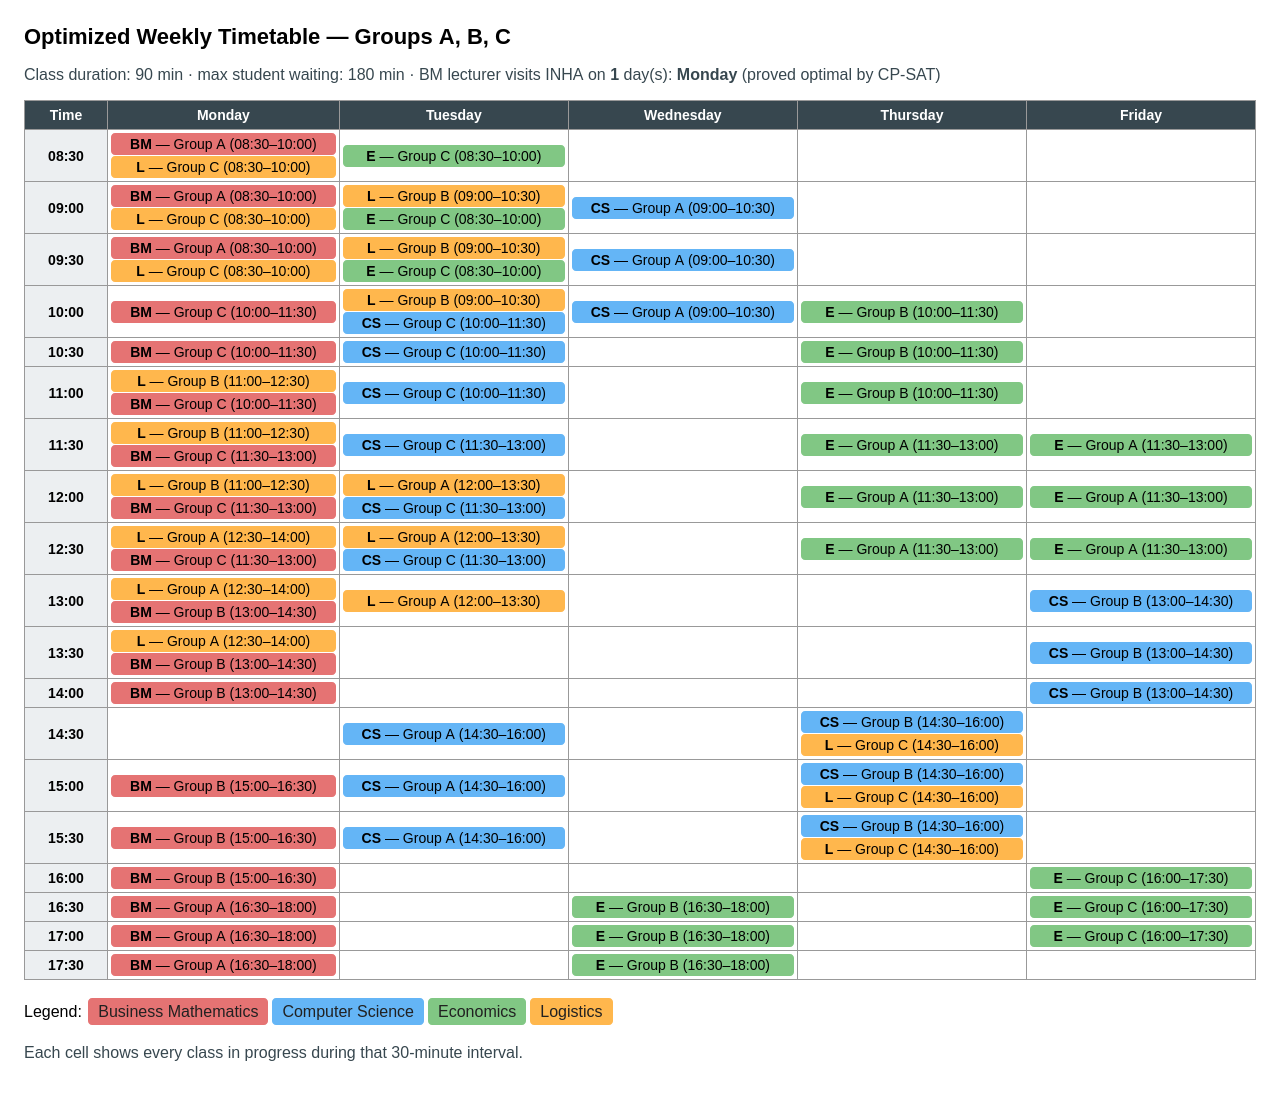 Optimized Weekly Timetable — Groups A, B, C
Class duration: 90 min · max student waiting: 180 min · BM lecturer visits INHA on 1 day(s): Monday (proved optimal by CP-SAT)
Time Monday Tuesday Wednesday Thursday Friday
08:30 BM — Group A (08:30–10:00) L — Group C (08:30–10:00) E — Group C (08:30–10:00)
09:00 BM — Group A (08:30–10:00) L — Group C (08:30–10:00) L — Group B (09:00–10:30) E — Group C (08:30–10:00) CS — Group A (09:00–10:30)
09:30 BM — Group A (08:30–10:00) L — Group C (08:30–10:00) L — Group B (09:00–10:30) E — Group C (08:30–10:00) CS — Group A (09:00–10:30)
10:00 BM — Group C (10:00–11:30) L — Group B (09:00–10:30) CS — Group C (10:00–11:30) CS — Group A (09:00–10:30) E — Group B (10:00–11:30)
10:30 BM — Group C (10:00–11:30) CS — Group C (10:00–11:30) E — Group B (10:00–11:30)
11:00 L — Group B (11:00–12:30) BM — Group C (10:00–11:30) CS — Group C (10:00–11:30) E — Group B (10:00–11:30)
11:30 L — Group B (11:00–12:30) BM — Group C (11:30–13:00) CS — Group C (11:30–13:00) E — Group A (11:30–13:00) E — Group A (11:30–13:00)
12:00 L — Group B (11:00–12:30) BM — Group C (11:30–13:00) L — Group A (12:00–13:30) CS — Group C (11:30–13:00) E — Group A (11:30–13:00) E — Group A (11:30–13:00)
12:30 L — Group A (12:30–14:00) BM — Group C (11:30–13:00) L — Group A (12:00–13:30) CS — Group C (11:30–13:00) E — Group A (11:30–13:00) E — Group A (11:30–13:00)
13:00 L — Group A (12:30–14:00) BM — Group B (13:00–14:30) L — Group A (12:00–13:30) CS — Group B (13:00–14:30)
13:30 L — Group A (12:30–14:00) BM — Group B (13:00–14:30) CS — Group B (13:00–14:30)
14:00 BM — Group B (13:00–14:30) CS — Group B (13:00–14:30)
14:30 CS — Group A (14:30–16:00) CS — Group B (14:30–16:00) L — Group C (14:30–16:00)
15:00 BM — Group B (15:00–16:30) CS — Group A (14:30–16:00) CS — Group B (14:30–16:00) L — Group C (14:30–16:00)
15:30 BM — Group B (15:00–16:30) CS — Group A (14:30–16:00) CS — Group B (14:30–16:00) L — Group C (14:30–16:00)
16:00 BM — Group B (15:00–16:30) E — Group C (16:00–17:30)
16:30 BM — Group A (16:30–18:00) E — Group B (16:30–18:00) E — Group C (16:00–17:30)
17:00 BM — Group A (16:30–18:00) E — Group B (16:30–18:00) E — Group C (16:00–17:30)
17:30 BM — Group A (16:30–18:00) E — Group B (16:30–18:00)
Legend: Business Mathematics Computer Science Economics Logistics
Each cell shows every class in progress during that 30-minute interval.